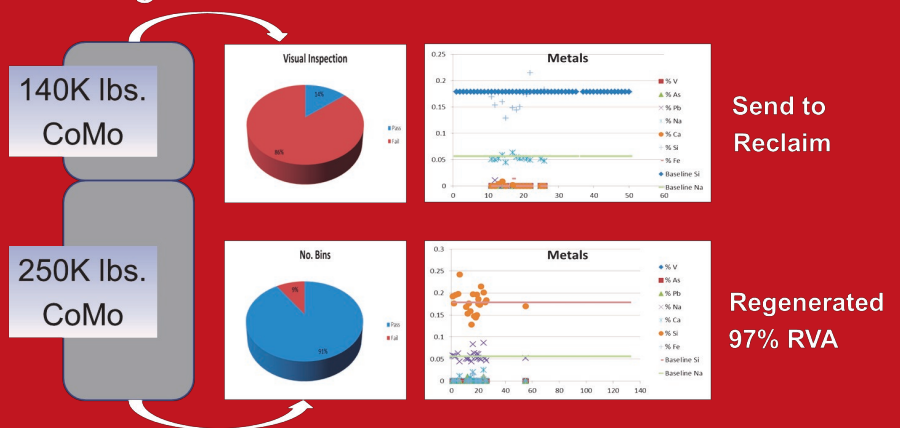 140K lbs.
CoMo
Visual Inspection
14%
86%
Pass
Fail
Metals
0.25
0.2
0.15
0.1
0.05
0
0
10
20
30
40
50
60
% V
% As
% Pb
% Na
% Ca
% Si
% Fe
Baseline Si
Baseline Na
Send to
Reclaim
250K lbs.
CoMo
No. Bins
9%
91%
Pass
Fail
Metals
0.3
0.25
0.2
0.15
0.1
0.05
0
0
20
40
60
80
100
120
140
% V
% As
% Pb
% Na
% Ca
% Si
% Fe
Baseline Si
Baseline Na
Regenerated
97% RVA